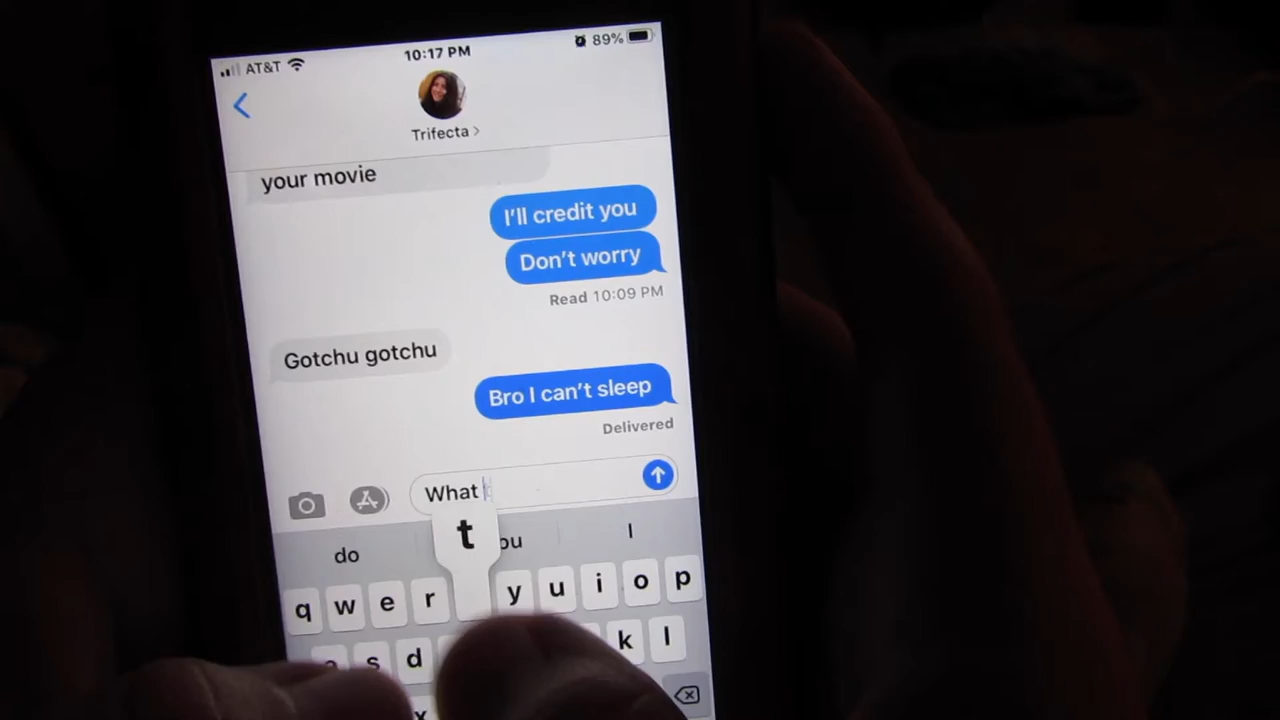 AT&T
10:17 PM
89%
Trifecta >
your movie
I'll credit you
Don't worry
Read 10:09 PM
Gotchu gotchu
Bro I can't sleep
Delivered
What
t
do
I
q w e r y u i o p
s d k l
x